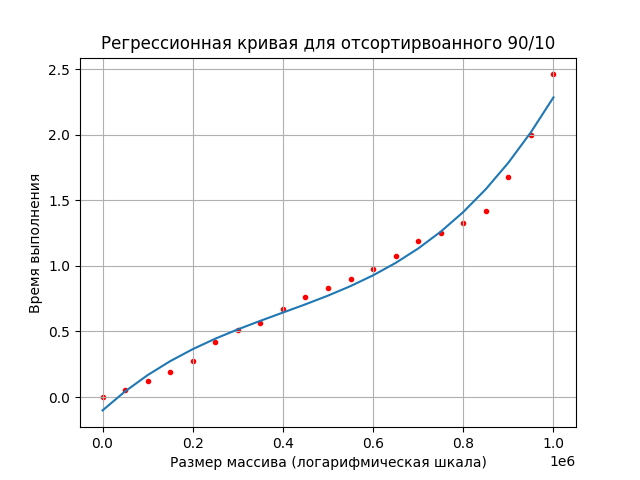 Регрессионная кривая для отсортирвоанного 90/10
2.5
2.0
1.5
1.0
0.5
0.0
Время выполнения
0.0 0.2 0.4 0.6 0.8 1.0
1e6
Размер массива (логарифмическая шкала)